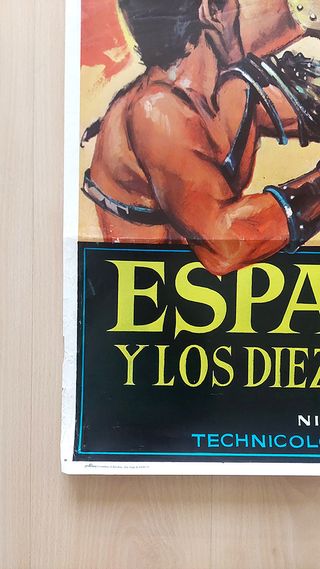 ESPA
Y LOS DIEZ
NI
TECHNICOLO